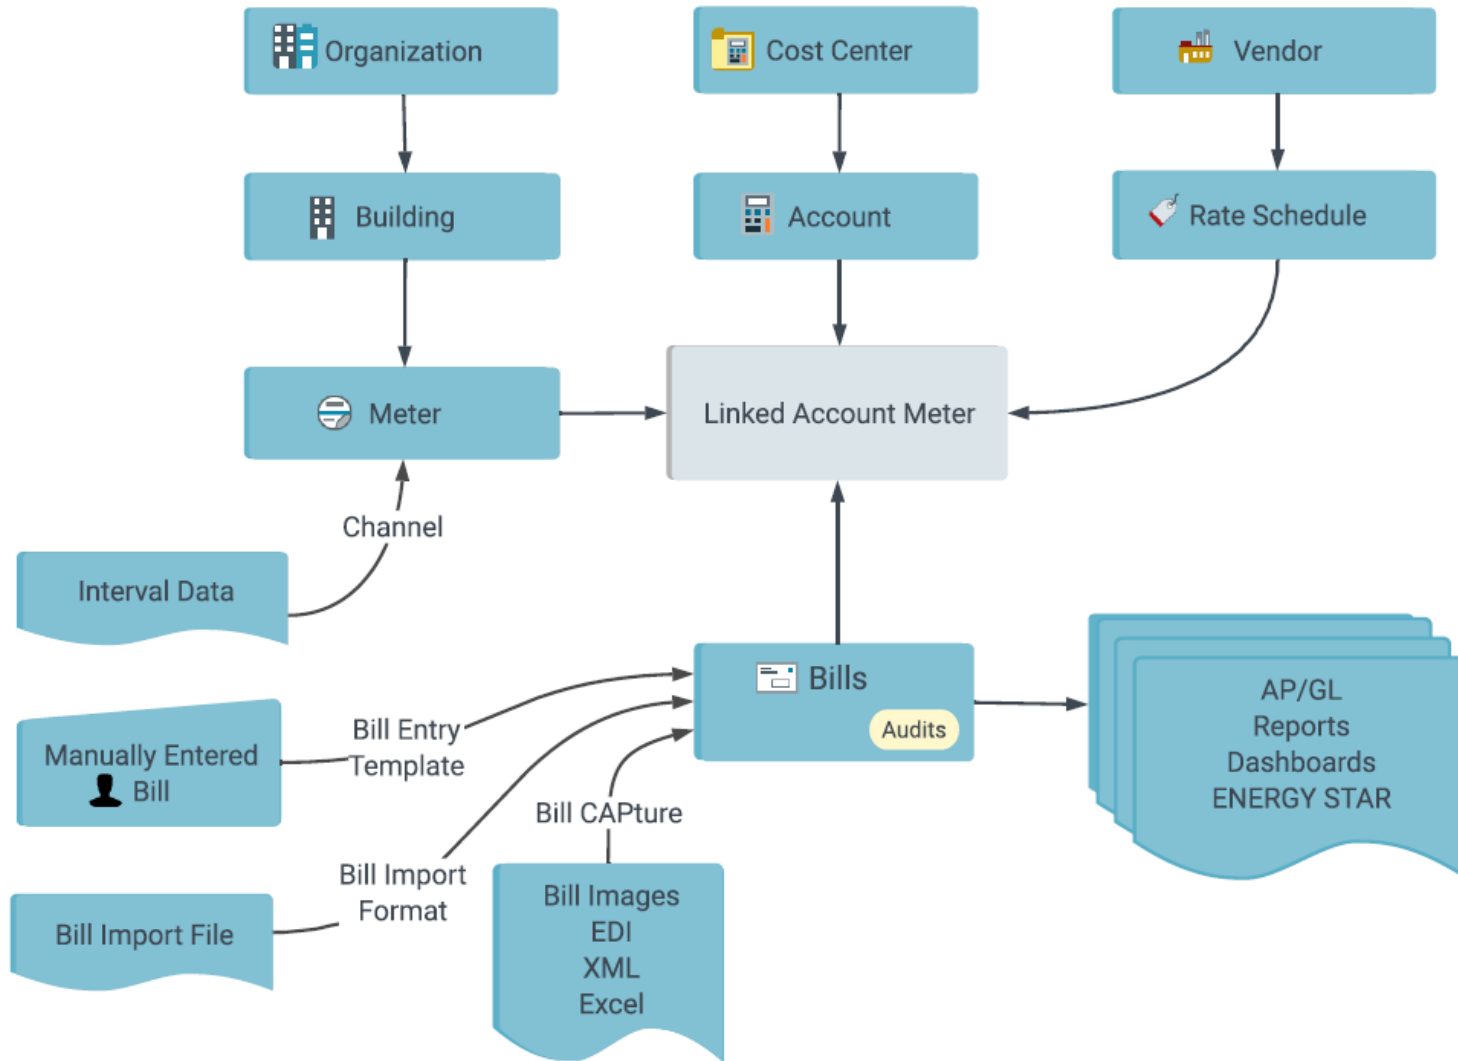 Organization
Cost Center
Vendor
Building
Account
Rate Schedule
Meter
Linked Account Meter
Channel
Interval Data
Bills
Audits
Bill Entry
Template
Manually Entered
Bill
AP/GL
Reports
Dashboards
ENERGY STAR
Bill CAPture
Bill Import
Format
Bill Import File
Bill Images
EDI
XML
Excel